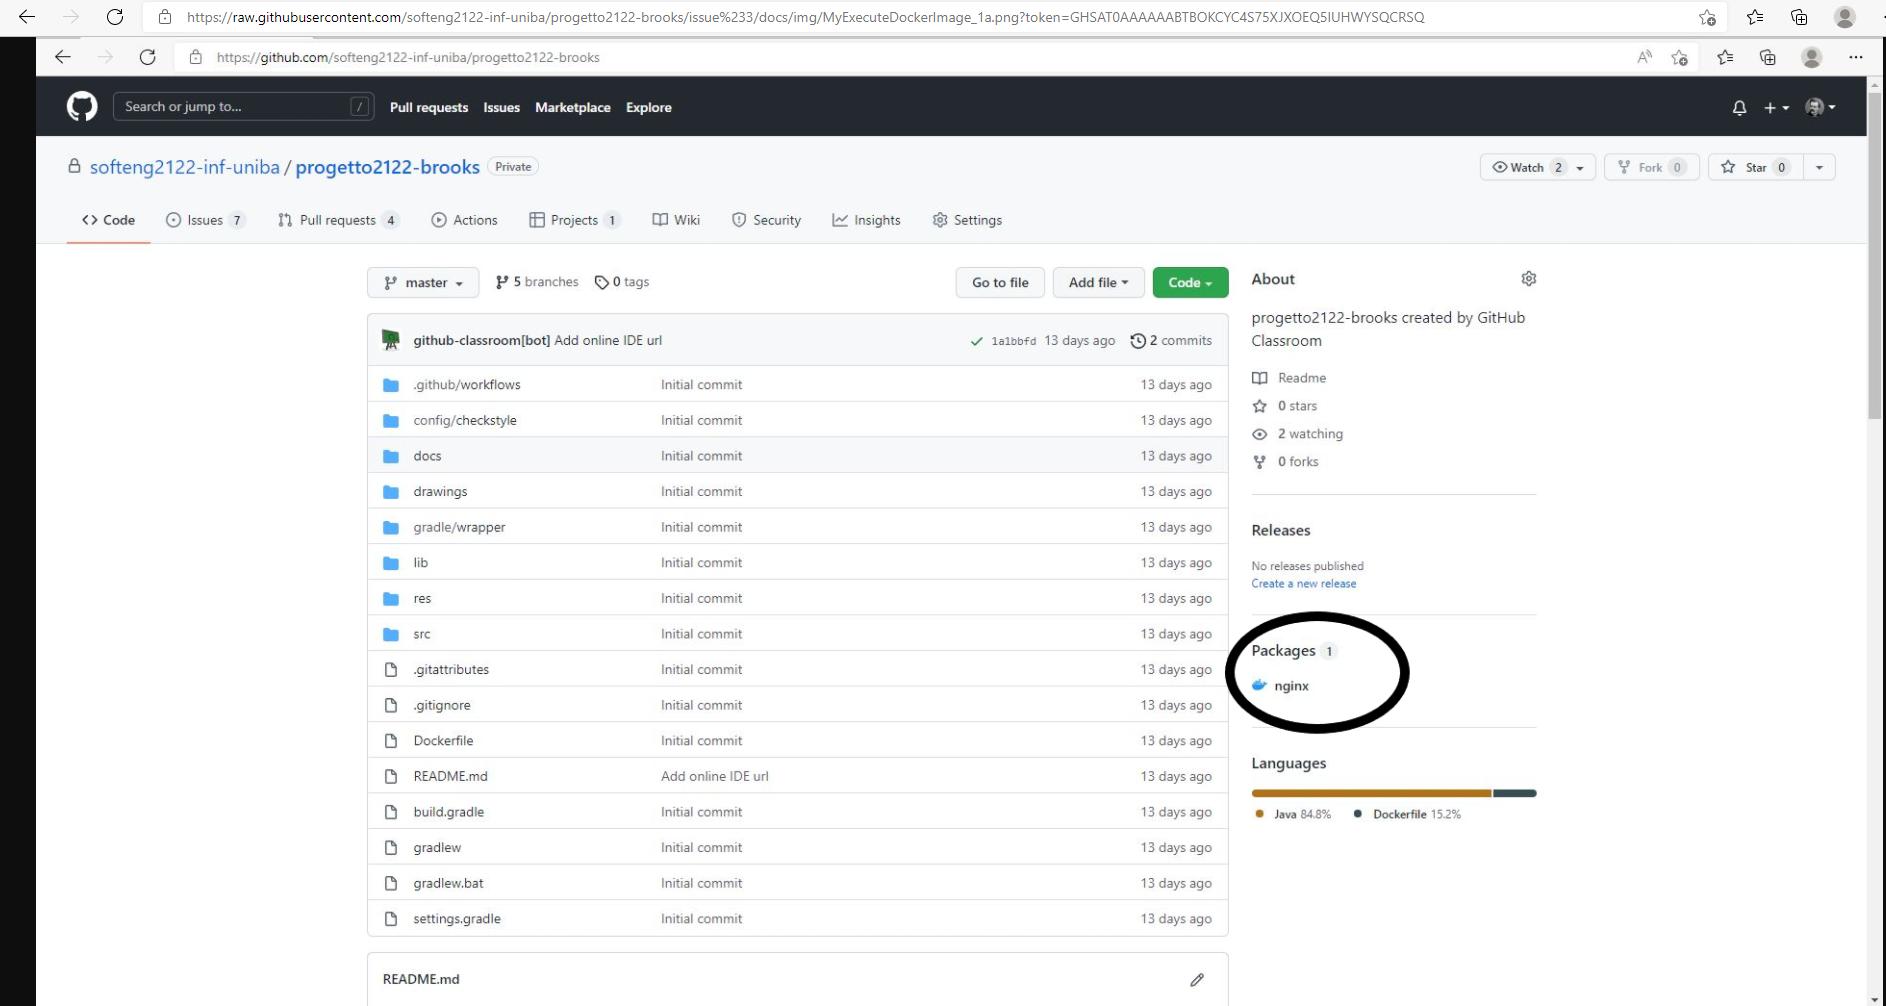 https://raw.githubusercontent.com/softeng2122-inf-uniba/progetto2122-brooks/issue%233/docs/img/MyExecuteDockerImage_1a.png?token=GHSAT0AAAAAABTBOKCYC4S75XJXOEQ5IUHWYSQCRSQ
https://github.com/softeng2122-inf-uniba/progetto2122-brooks
Search or jump to... / Pull requests Issues Marketplace Explore
softeng2122-inf-uniba / progetto2122-brooks Private Watch 2 Fork 0 Star 0
Code Issues 7 Pull requests 4 Actions Projects 1 Wiki Security Insights Settings
master 5 branches 0 tags Go to file Add file Code
github-classroom[bot] Add online IDE url 1a1bbfd 13 days ago 2 commits
.github/workflows Initial commit 13 days ago
config/checkstyle Initial commit 13 days ago
docs Initial commit 13 days ago
drawings Initial commit 13 days ago
gradle/wrapper Initial commit 13 days ago
lib Initial commit 13 days ago
res Initial commit 13 days ago
src Initial commit 13 days ago
.gitattributes Initial commit 13 days ago
.gitignore Initial commit 13 days ago
Dockerfile Initial commit 13 days ago
README.md Add online IDE url 13 days ago
build.gradle Initial commit 13 days ago
gradlew Initial commit 13 days ago
gradlew.bat Initial commit 13 days ago
settings.gradle Initial commit 13 days ago
README.md
About
progetto2122-brooks created by GitHub
Classroom
Readme
0 stars
2 watching
0 forks
Releases
No releases published
Create a new release
Packages 1
nginx
Languages
Java 84.8% Dockerfile 15.2%